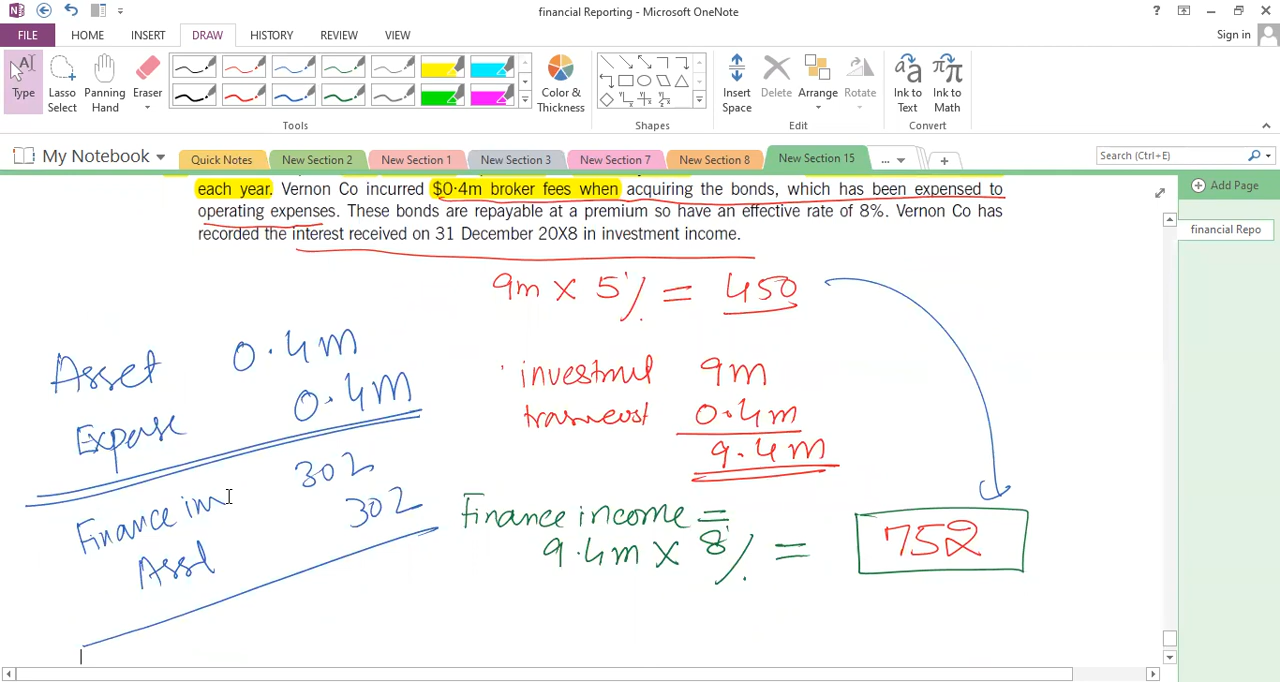 financial Reporting - Microsoft OneNote
?
Sign in
FILE HOME INSERT DRAW HISTORY REVIEW VIEW
Type
Lasso Select
Panning Hand
Eraser
Color & Thickness
Insert Space
Delete
Arrange
Rotate
Ink to Text
Ink to Math
Tools
Shapes
Edit
Convert
My Notebook
Quick Notes
New Section 2
New Section 1
New Section 3
New Section 7
New Section 8
New Section 15
...
Search (Ctrl+E)
Add Page
financial Repo
each year. Vernon Co incurred $0·4m broker fees when acquiring the bonds, which has been expensed to
operating expenses. These bonds are repayable at a premium so have an effective rate of 8%. Vernon Co has
recorded the interest received on 31 December 20X8 in investment income.
9m x 5% = 450
Asset 0.4m
Expense 0.4m
Finance inm 302
Assl 302
investmul 9m
0.4m
9.4m
Finance income =
9.4m x 8% = 752